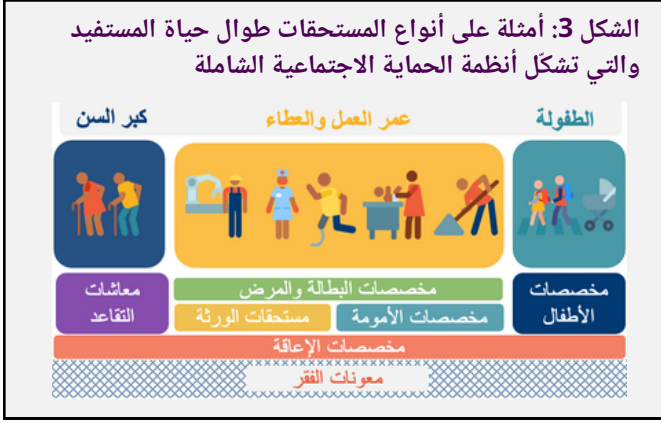 الشكل 3: أمثلة على أنواع المستحقات طوال حياة المستفيد
والتي تشكّل أنظمة الحماية الاجتماعية الشاملة
الطفولة
عمر العمل والعطاء
كبر السن
مخصصات
الأطفال
مخصصات البطالة والمرض
مخصصات الأمومة
مستحقات الورثة
معاشات
التقاعد
مخصصات الإعاقة
معونات الفقر